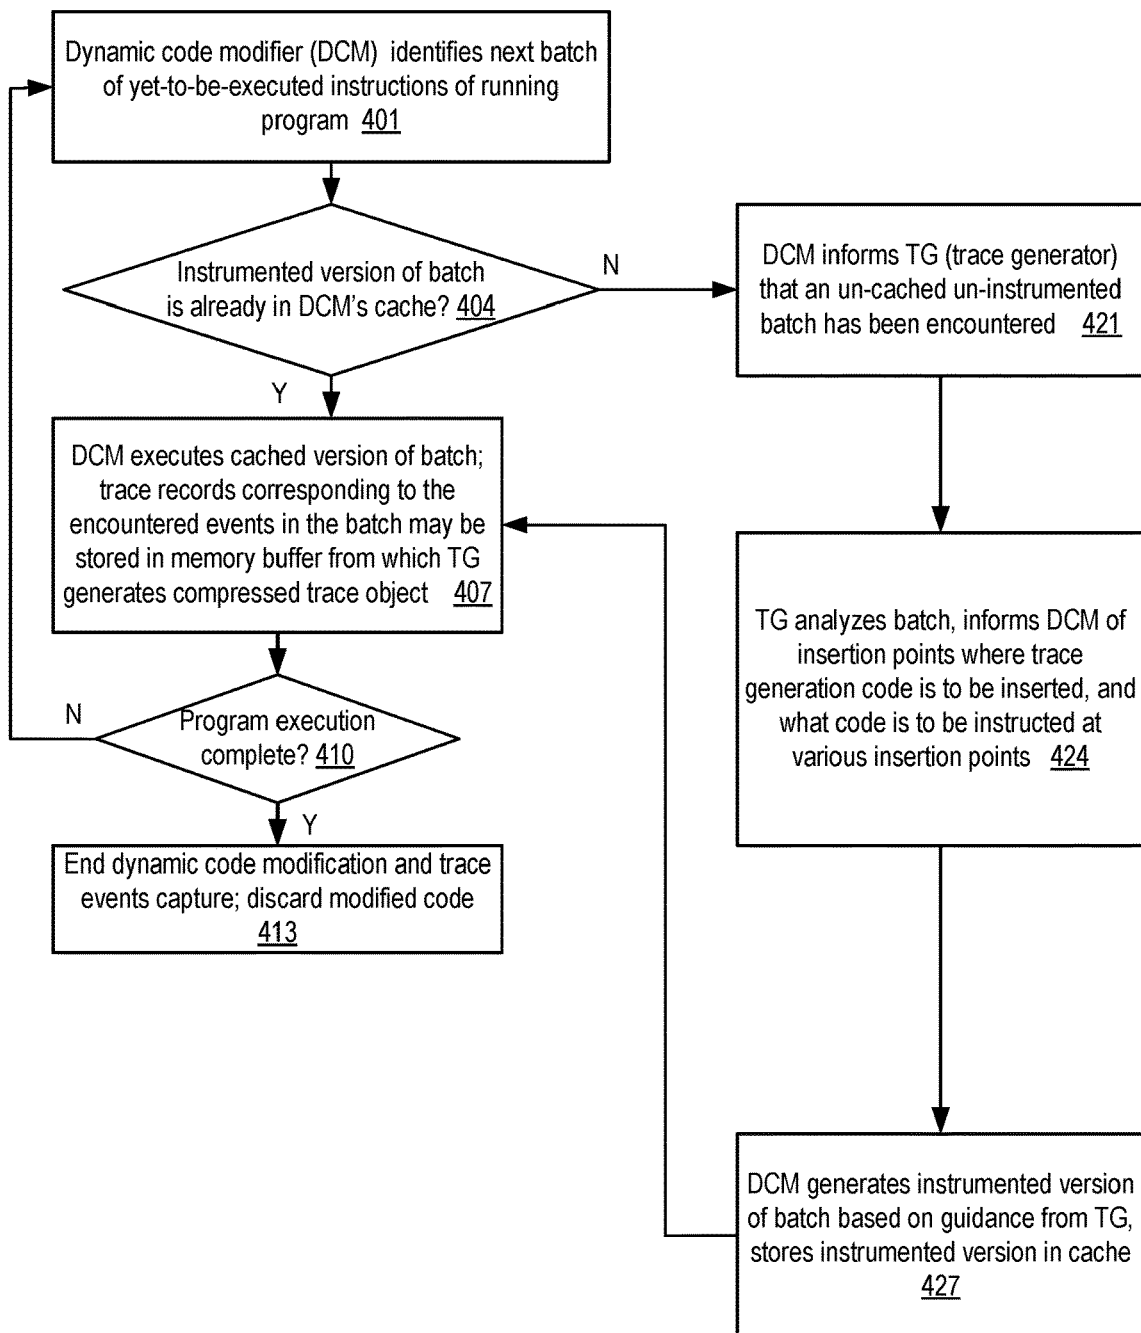 Dynamic code modifier (DCM) identifies next batch
of yet-to-be-executed instructions of running
program 401
Instrumented version of batch
is already in DCM's cache? 404
N
DCM informs TG (trace generator)
that an un-cached un-instrumented
batch has been encountered 421
Y
DCM executes cached version of batch;
trace records corresponding to the
encountered events in the batch may be
stored in memory buffer from which TG
generates compressed trace object 407
TG analyzes batch, informs DCM of
insertion points where trace
generation code is to be inserted, and
what code is to be instructed at
various insertion points 424
N
Program execution
complete? 410
Y
End dynamic code modification and trace
events capture; discard modified code
413
DCM generates instrumented version
of batch based on guidance from TG,
stores instrumented version in cache
427